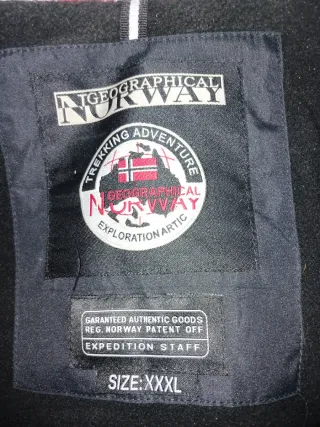 GEOGRAPHICAL
NORWAY
TREKKING ADVENTURE
GEOGRAPHICAL
NORWAY
EXPLORATION ARTIC
GARANTEED AUTHENTIC GOODS
REG. NORWAY PATENT OFF
EXPEDITION STAFF
SIZE:XXXL